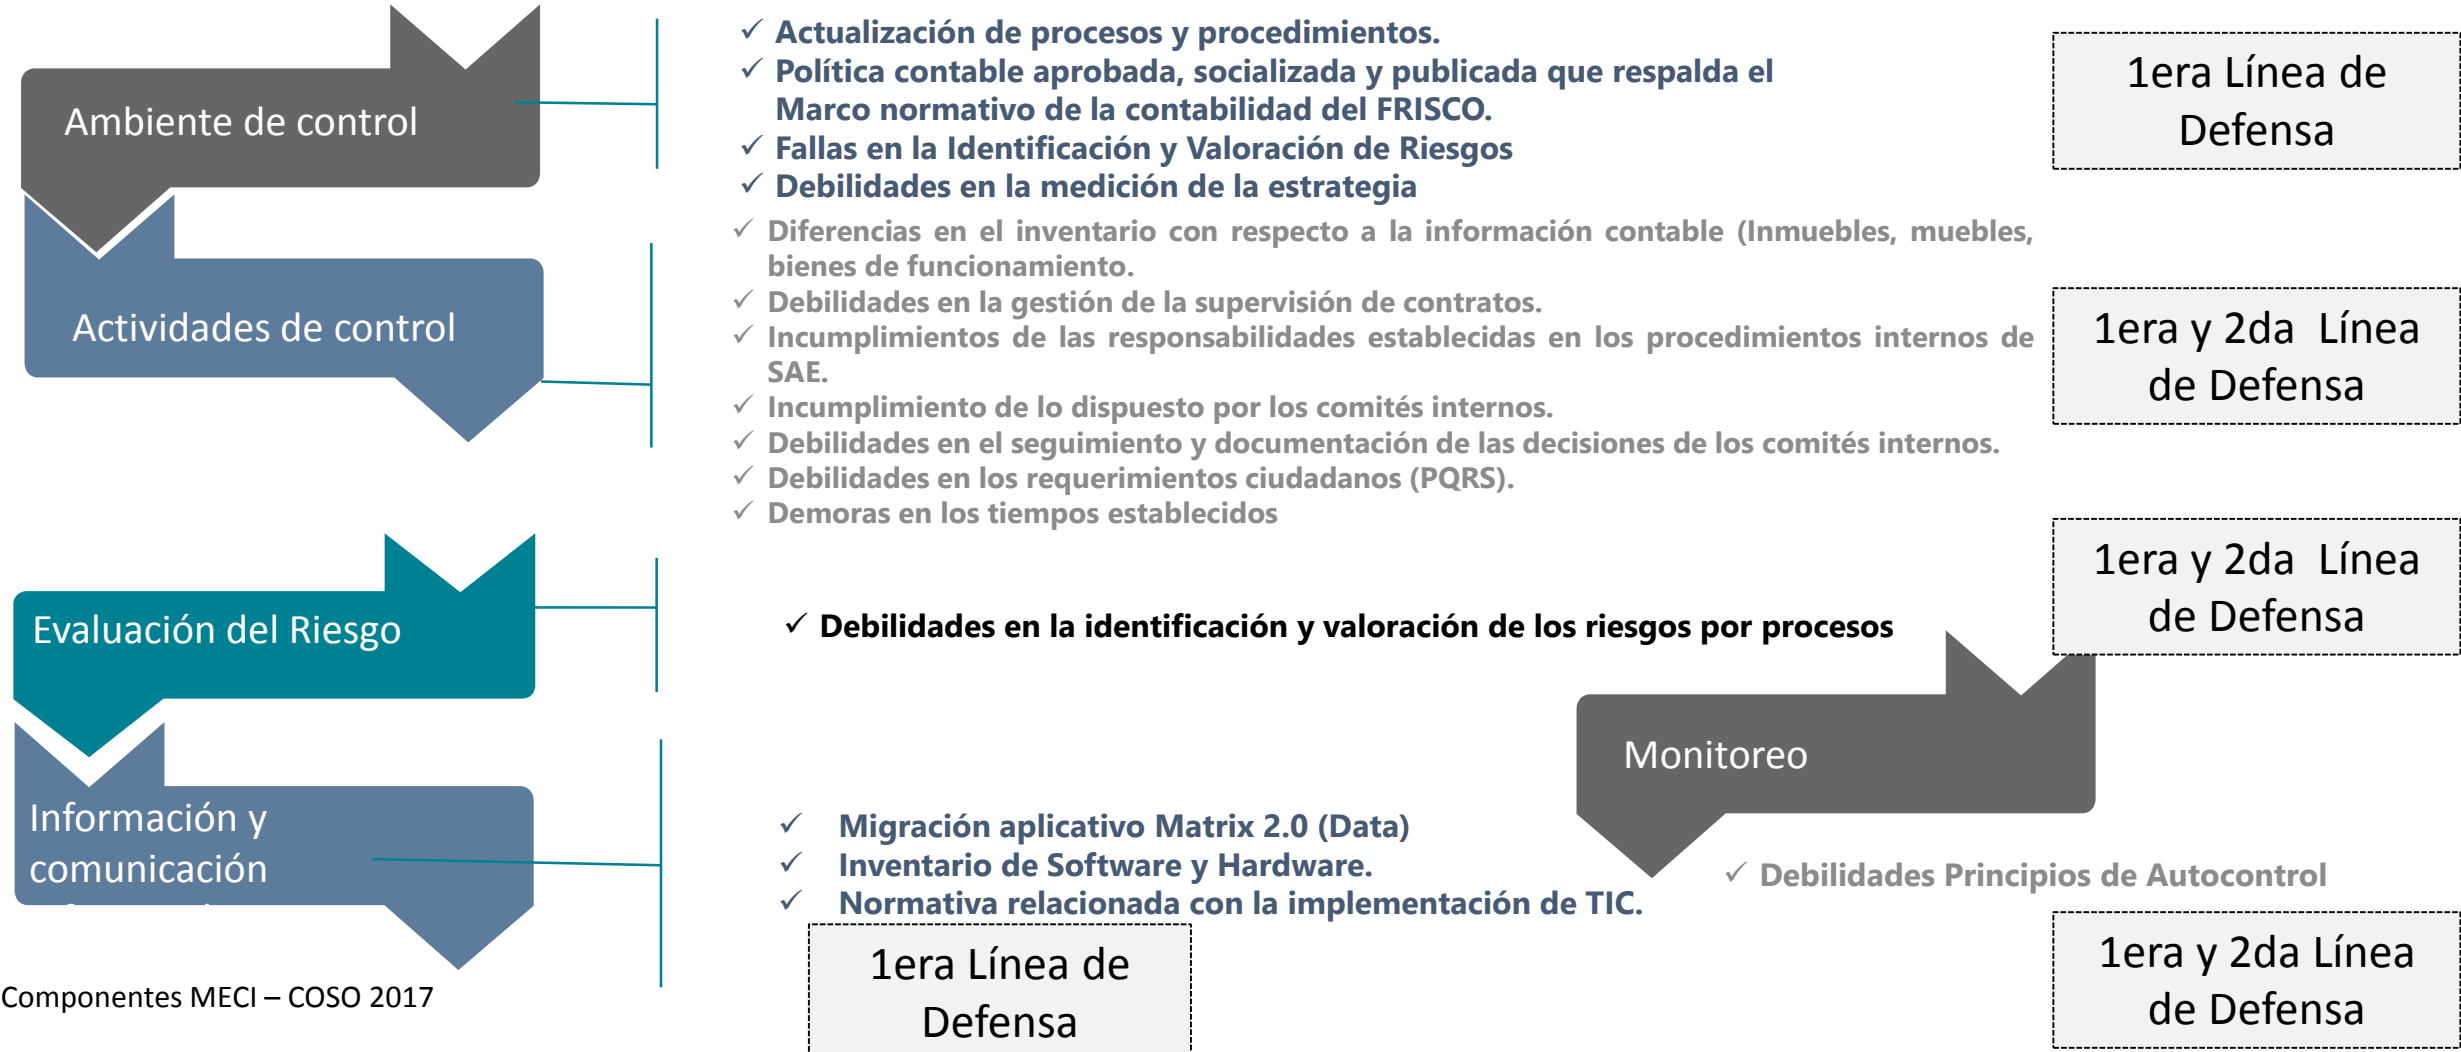 Ambiente de control
✓ Actualización de procesos y procedimientos.
✓ Política contable aprobada, socializada y publicada que respalda el
Marco normativo de la contabilidad del FRISCO.
✓ Fallas en la Identificación y Valoración de Riesgos
✓ Debilidades en la medición de la estrategia
1era Línea de
Defensa
Actividades de control
✓ Diferencias en el inventario con respecto a la información contable (Inmuebles, muebles,
bienes de funcionamiento.
✓ Debilidades en la gestión de la supervisión de contratos.
✓ Incumplimientos de las responsabilidades establecidas en los procedimientos internos de
SAE.
✓ Incumplimiento de lo dispuesto por los comités internos.
✓ Debilidades en el seguimiento y documentación de las decisiones de los comités internos.
✓ Debilidades en los requerimientos ciudadanos (PQRS).
✓ Demoras en los tiempos establecidos
1era y 2da Línea
de Defensa
Evaluación del Riesgo
✓ Debilidades en la identificación y valoración de los riesgos por procesos
1era y 2da Línea
de Defensa
Información y
comunicación
✓ Migración aplicativo Matrix 2.0 (Data)
✓ Inventario de Software y Hardware.
✓ Normativa relacionada con la implementación de TIC.
1era Línea de
Defensa
Monitoreo
✓ Debilidades Principios de Autocontrol
1era y 2da Línea
de Defensa
Componentes MECI – COSO 2017